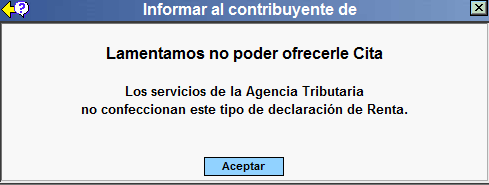 Informar al contribuyente de
Lamentamos no poder ofrecerle Cita
Los servicios de la Agencia Tributaria
no confeccionan este tipo de declaración de Renta.
Aceptar